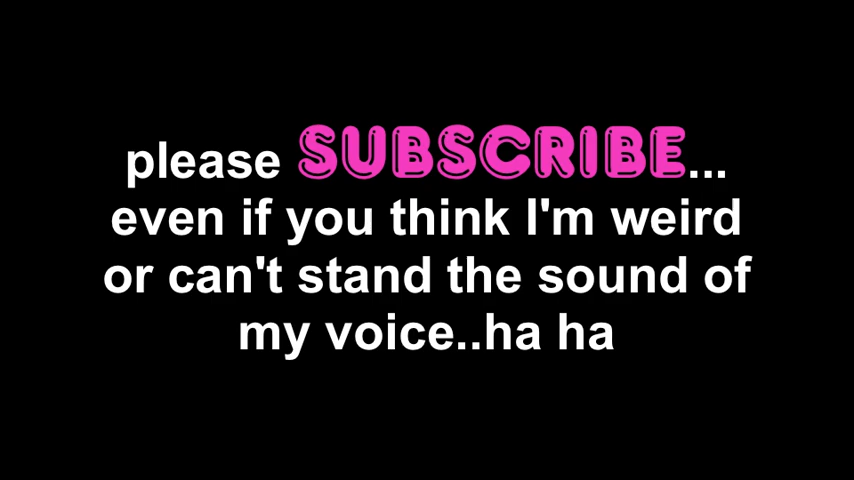 please SUBSCRIBE...
even if you think I'm weird
or can't stand the sound of
my voice..ha ha